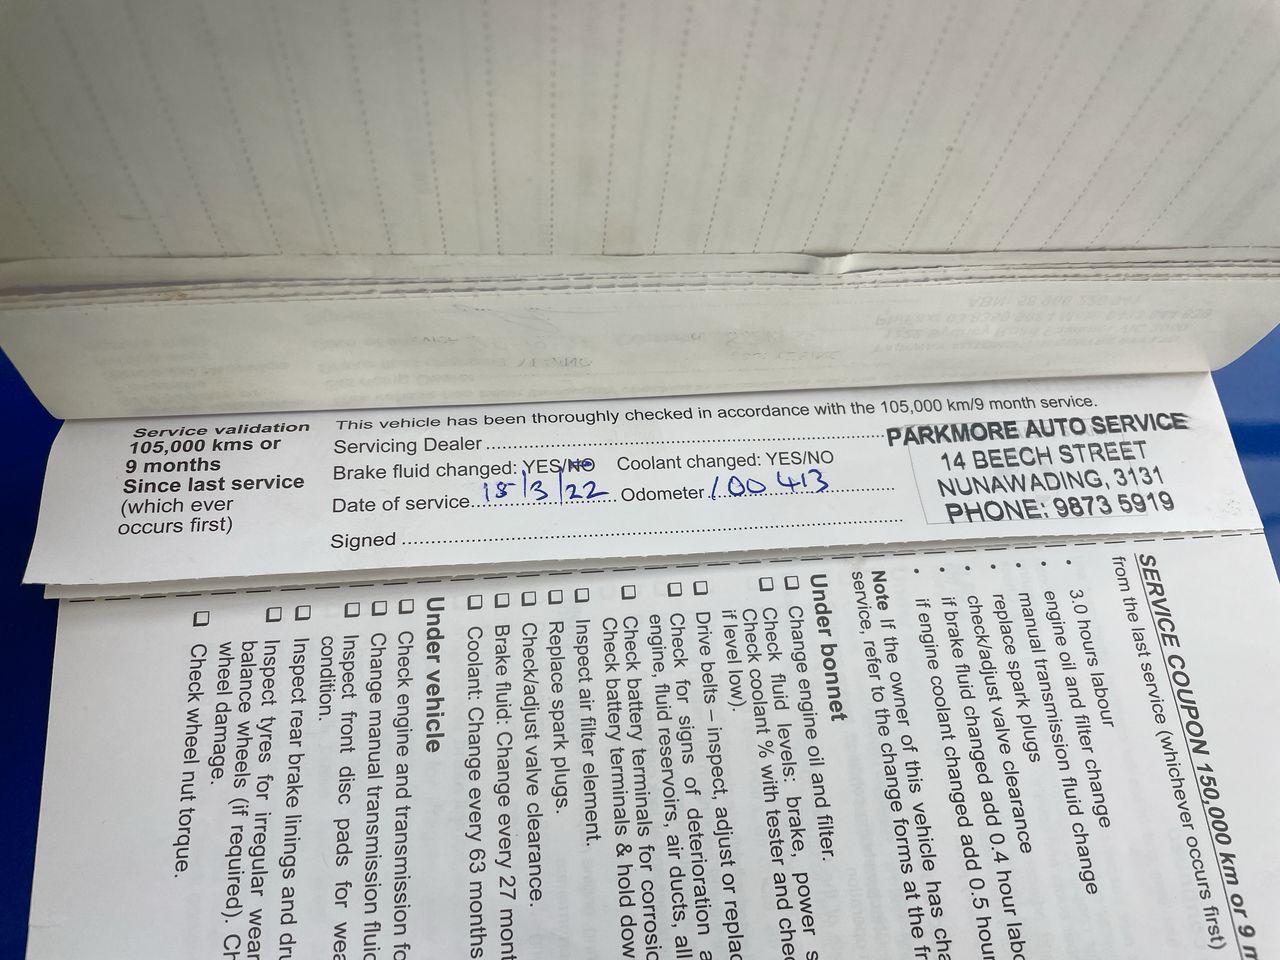 Service validation
105,000 kms or
9 months
Since last service
(which ever
occurs first)
This vehicle has been thoroughly checked in accordance with the 105,000 km/9 month service.
Servicing Dealer
Brake fluid changed: YES/NO Coolant changed: YES/NO
Date of service 15/3/22 Odometer 100 413
Signed
PARKMORE AUTO SERVICE
14 BEECH STREET
NUNAWADING, 3131
PHONE: 9873 5919
SERVICE COUPON 150,000 km or 9
from the last service (whichever occurs first)
• 3.0 hours labour
• engine oil and filter change
• manual transmission fluid change
• replace spark plugs
• check/adjust valve clearance
• if brake fluid changed add 0.4 hour
• if engine coolant changed add 0.5
Note If the owner of this vehicle has
service, refer to the change forms at the
Under bonnet
❑ Change engine oil and filter.
❑ Check fluid levels: brake, power
Check coolant % with tester and
if level low).
❑ Drive belts – inspect, adjust or
❑ Check for signs of deterioration
engine, fluid reservoirs, air ducts, all
❑ Check battery terminals for
Check battery terminals & hold
❑ Inspect air filter element.
❑ Replace spark plugs.
❑ Check/adjust valve clearance.
❑ Brake fluid: Change every 27
❑ Coolant: Change every 63 months
Under vehicle
❑ Check engine and transmission
❑ Change manual transmission
❑ Inspect front disc pads for
condition.
❑ Inspect rear brake linings and
❑ Inspect tyres for irregular
balance wheels (if required).
wheel damage.
❑ Check wheel nut torque.